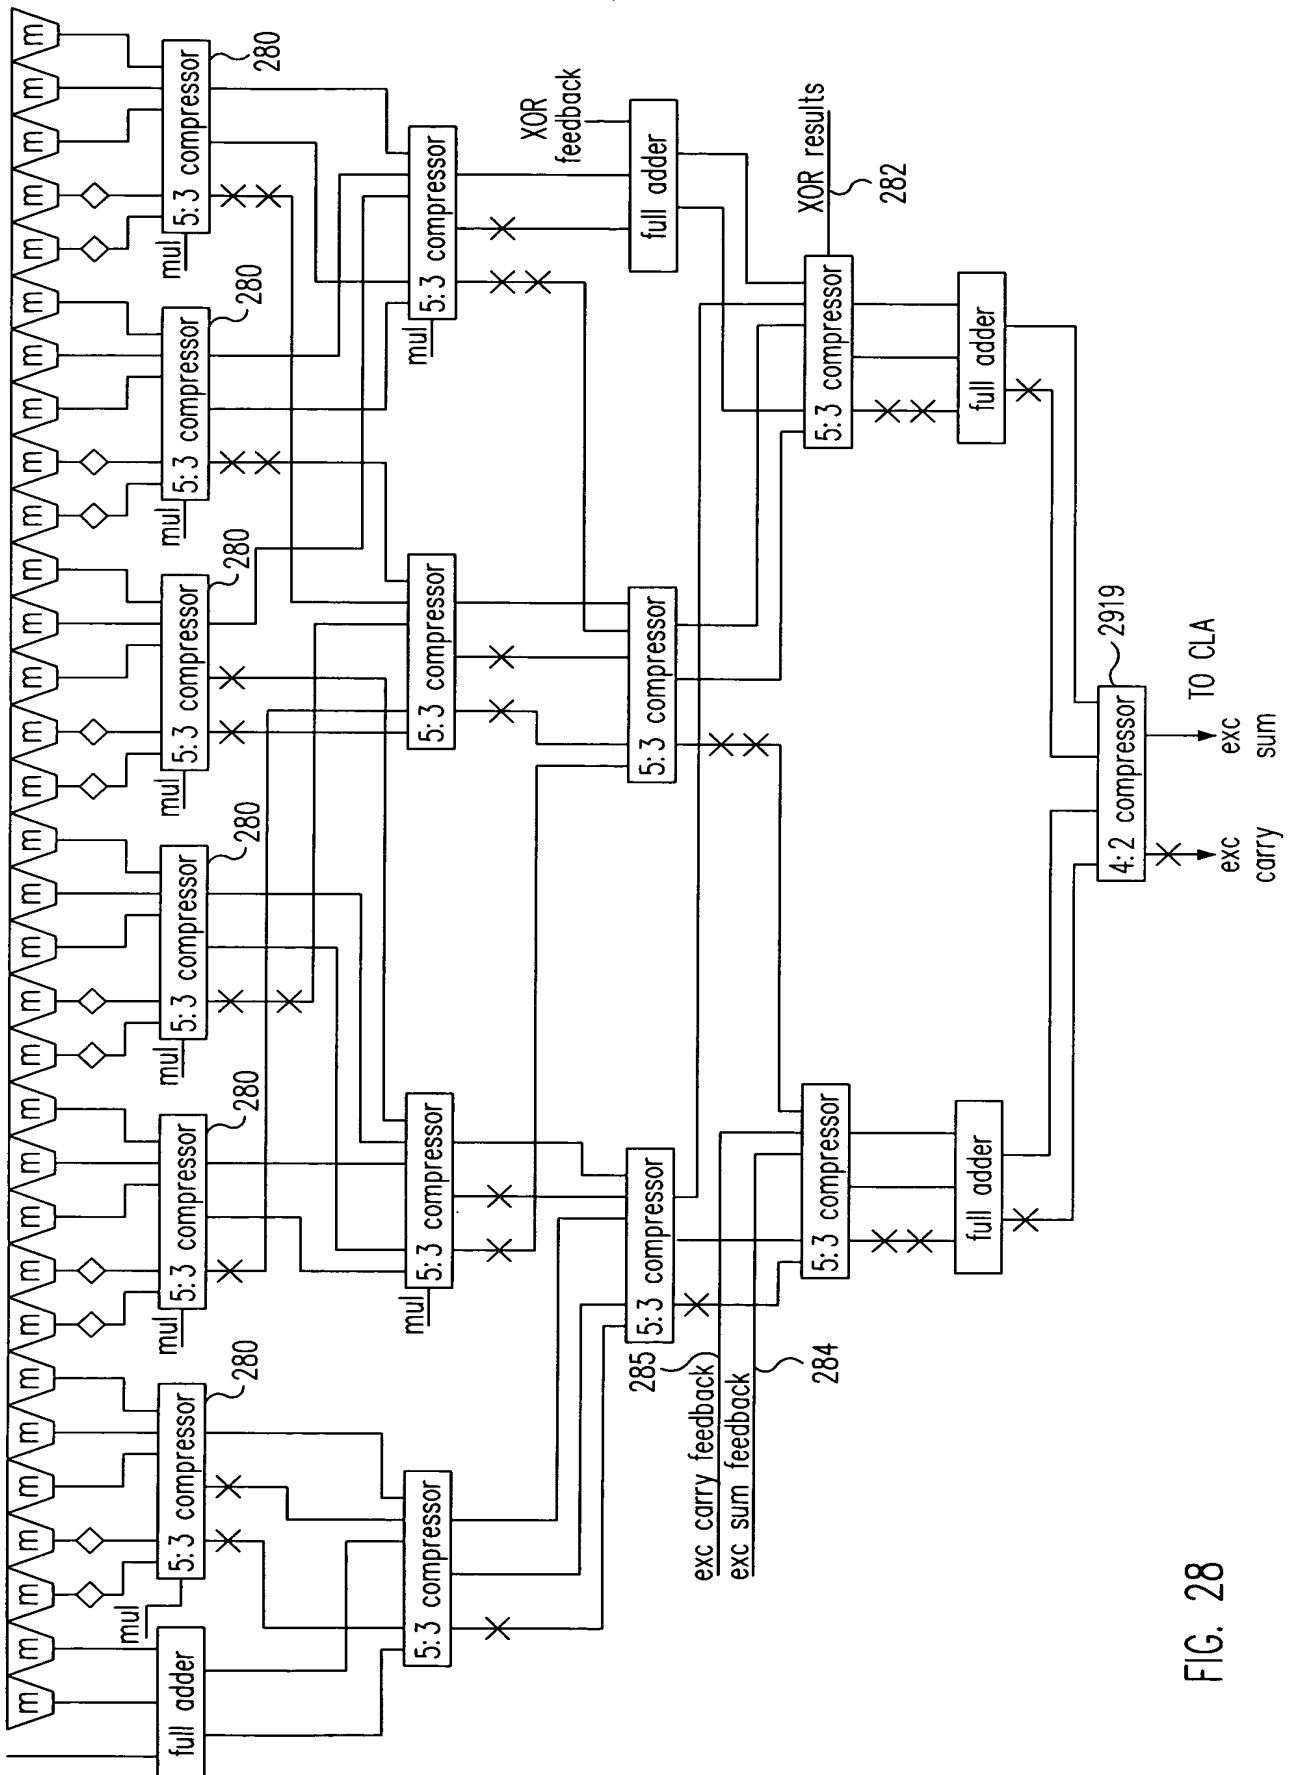 m m m m m m m m m m m m m m m m m m m m m m m m m m m m m m m m
full adder
mul
5:3 compressor
280
mul
5:3 compressor
280
mul
5:3 compressor
280
mul
5:3 compressor
280
mul
5:3 compressor
280
mul
5:3 compressor
280
5:3 compressor
mul
5:3 compressor
5:3 compressor
mul
5:3 compressor
XOR
feedback
5:3 compressor
5:3 compressor
full adder
285
exc carry feedback
exc sum feedback
284
5:3 compressor
5:3 compressor
XOR results
282
full adder
full adder
4:2 compressor
2919
TO CLA
exc
carry
exc
sum
FIG. 28